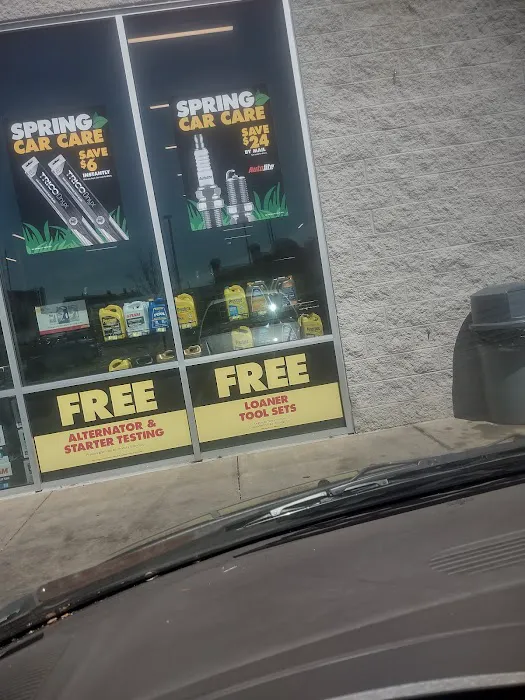 SPRING
CAR CARE
SAVE
$6
INSTANTLY
TRICO
TRICO
SPRING
CAR CARE
SAVE
$24
BY MAIL
Autolite
FREE
ALTERNATOR &
STARTER TESTING
FREE
LOANER
TOOL SETS